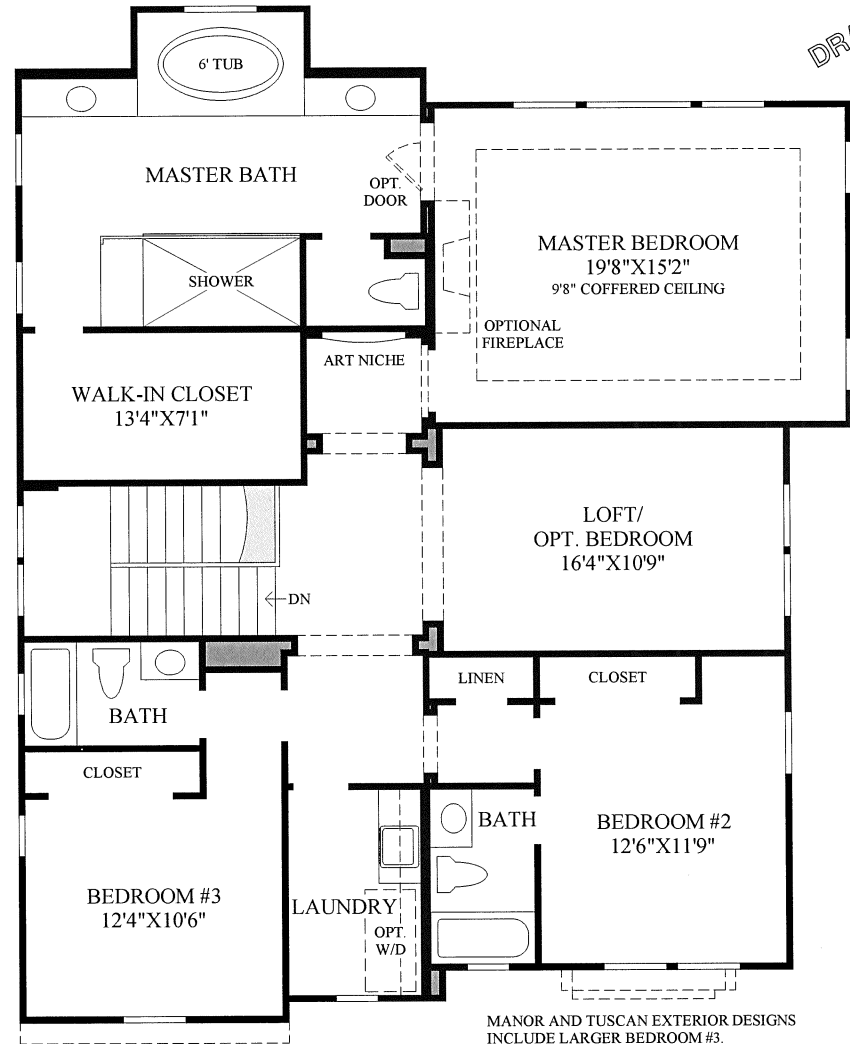 6' TUB
MASTER BATH
OPT.
DOOR
MASTER BEDROOM
19'8"X15'2"
9'8" COFFERED CEILING
SHOWER
OPTIONAL
FIREPLACE
ART NICHE
WALK-IN CLOSET
13'4"X7'1"
LOFT/
OPT. BEDROOM
16'4"X10'9"
DN
LINEN
CLOSET
BATH
CLOSET
BATH
BEDROOM #2
12'6"X11'9"
BEDROOM #3
12'4"X10'6"
LAUNDRY
OPT.
W/D
MANOR AND TUSCAN EXTERIOR DESIGNS
INCLUDE LARGER BEDROOM #3.